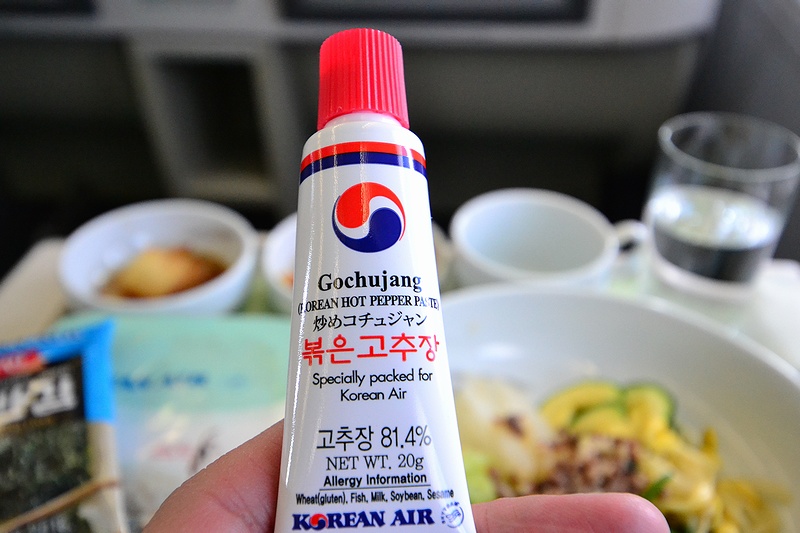 Gochujang
(KOREAN HOT PEPPER PASTE)
炒めコチュジャン
볶은고추장
Specially packed for
Korean Air
고추장 81.4%
NET WT. 20g
Allergy Information
Wheat(gluten), Fish, Milk, Soybean, Sesame
KOREAN AIR